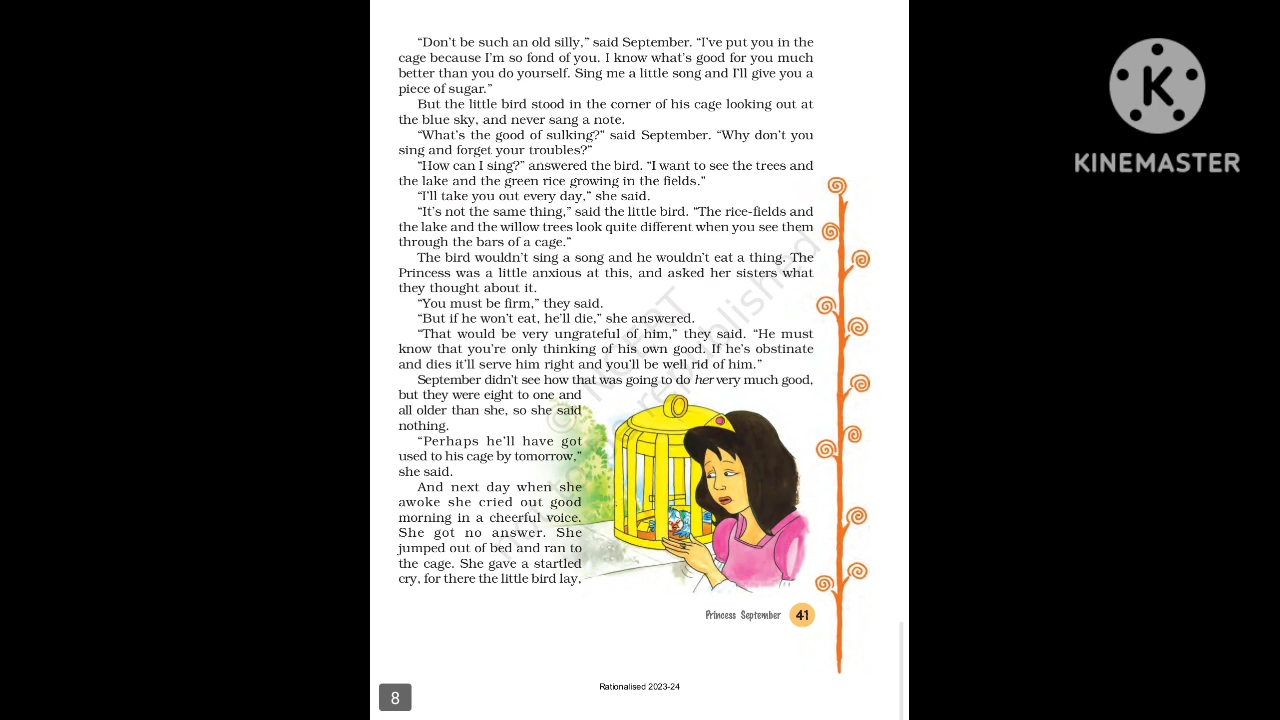 “Don’t be such an old silly,” said September. “I’ve put you in the
cage because I’m so fond of you. I know what’s good for you much
better than you do yourself. Sing me a little song and I’ll give you a
piece of sugar.”
But the little bird stood in the corner of his cage looking out at
the blue sky, and never sang a note.
“What’s the good of sulking?” said September. “Why don’t you
sing and forget your troubles?”
“How can I sing?” answered the bird. “I want to see the trees and
the lake and the green rice growing in the fields.”
“I’ll take you out every day,” she said.
“It’s not the same thing,” said the little bird. “The rice-fields and
the lake and the willow trees look quite different when you see them
through the bars of a cage.”
The bird wouldn’t sing a song and he wouldn’t eat a thing. The
Princess was a little anxious at this, and asked her sisters what
they thought about it.
“You must be firm,” they said.
“But if he won’t eat, he’ll die,” she answered.
“That would be very ungrateful of him,” they said. “He must
know that you’re only thinking of his own good. If he’s obstinate
and dies it’ll serve him right and you’ll be well rid of him.”
September didn’t see how that was going to do her very much good,
but they were eight to one and
all older than she, so she said
nothing.
“Perhaps he’ll have got
used to his cage by tomorrow,”
she said.
And next day when she
awoke she cried out good
morning in a cheerful voice.
She got no answer. She
jumped out of bed and ran to
the cage. She gave a startled
cry, for there the little bird lay,
Princess September 41
Rationalised 2023-24
8
KINEMASTER
© NCERT
republished